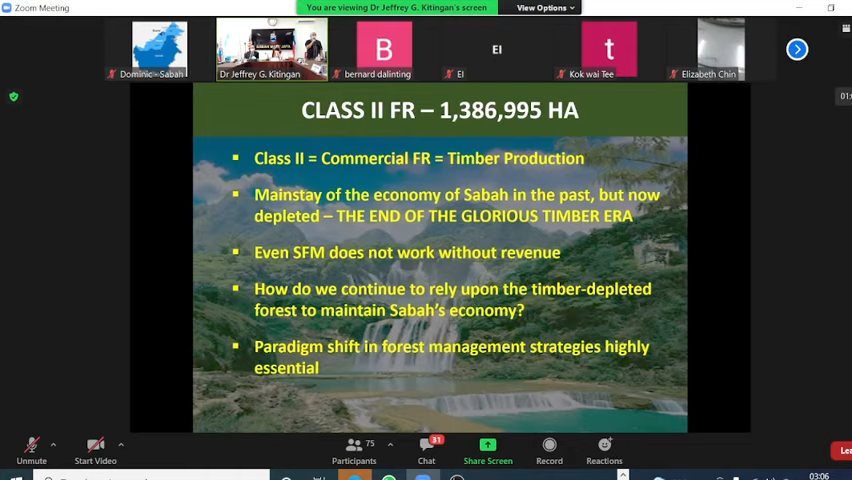 Zoom Meeting
You are viewing Dr Jeffrey G. Kitingan's screen
View Options
B
EI
t
Dominic - Sabah
Dr Jeffrey G. Kitingan
bernard dalinting
EI
Kok wai Tee
Elizabeth Chin
CLASS II FR – 1,386,995 HA
▪ Class II = Commercial FR = Timber Production
▪ Mainstay of the economy of Sabah in the past, but now
depleted – THE END OF THE GLORIOUS TIMBER ERA
▪ Even SFM does not work without revenue
▪ How do we continue to rely upon the timber-depleted
forest to maintain Sabah's economy?
▪ Paradigm shift in forest management strategies highly
essential
Unmute
Start Video
75
Participants
31
Chat
Share Screen
Record
Reactions
03:06